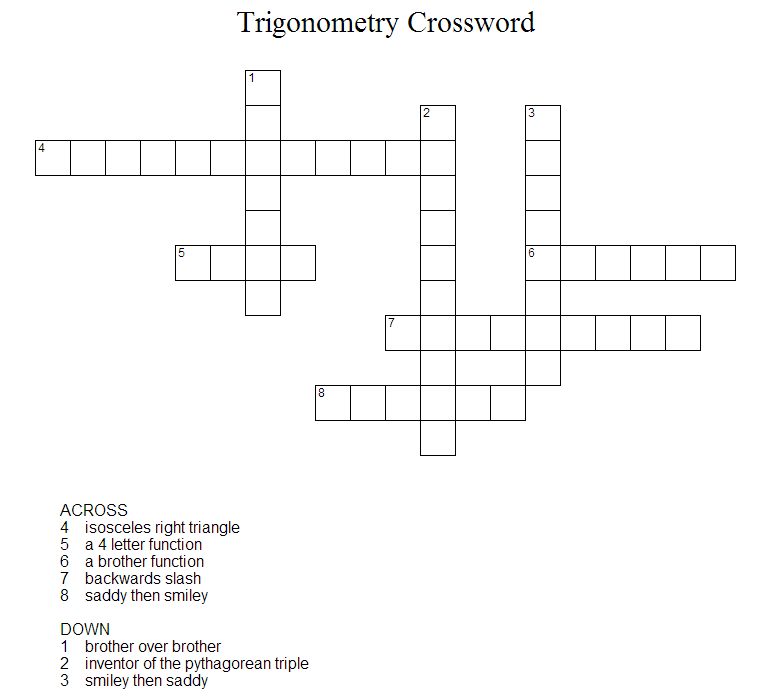 Trigonometry Crossword
1
2 3
4
5 6
7
8
ACROSS
4 isosceles right triangle
5 a 4 letter function
6 a brother function
7 backwards slash
8 saddy then smiley
DOWN
1 brother over brother
2 inventor of the pythagorean triple
3 smiley then saddy